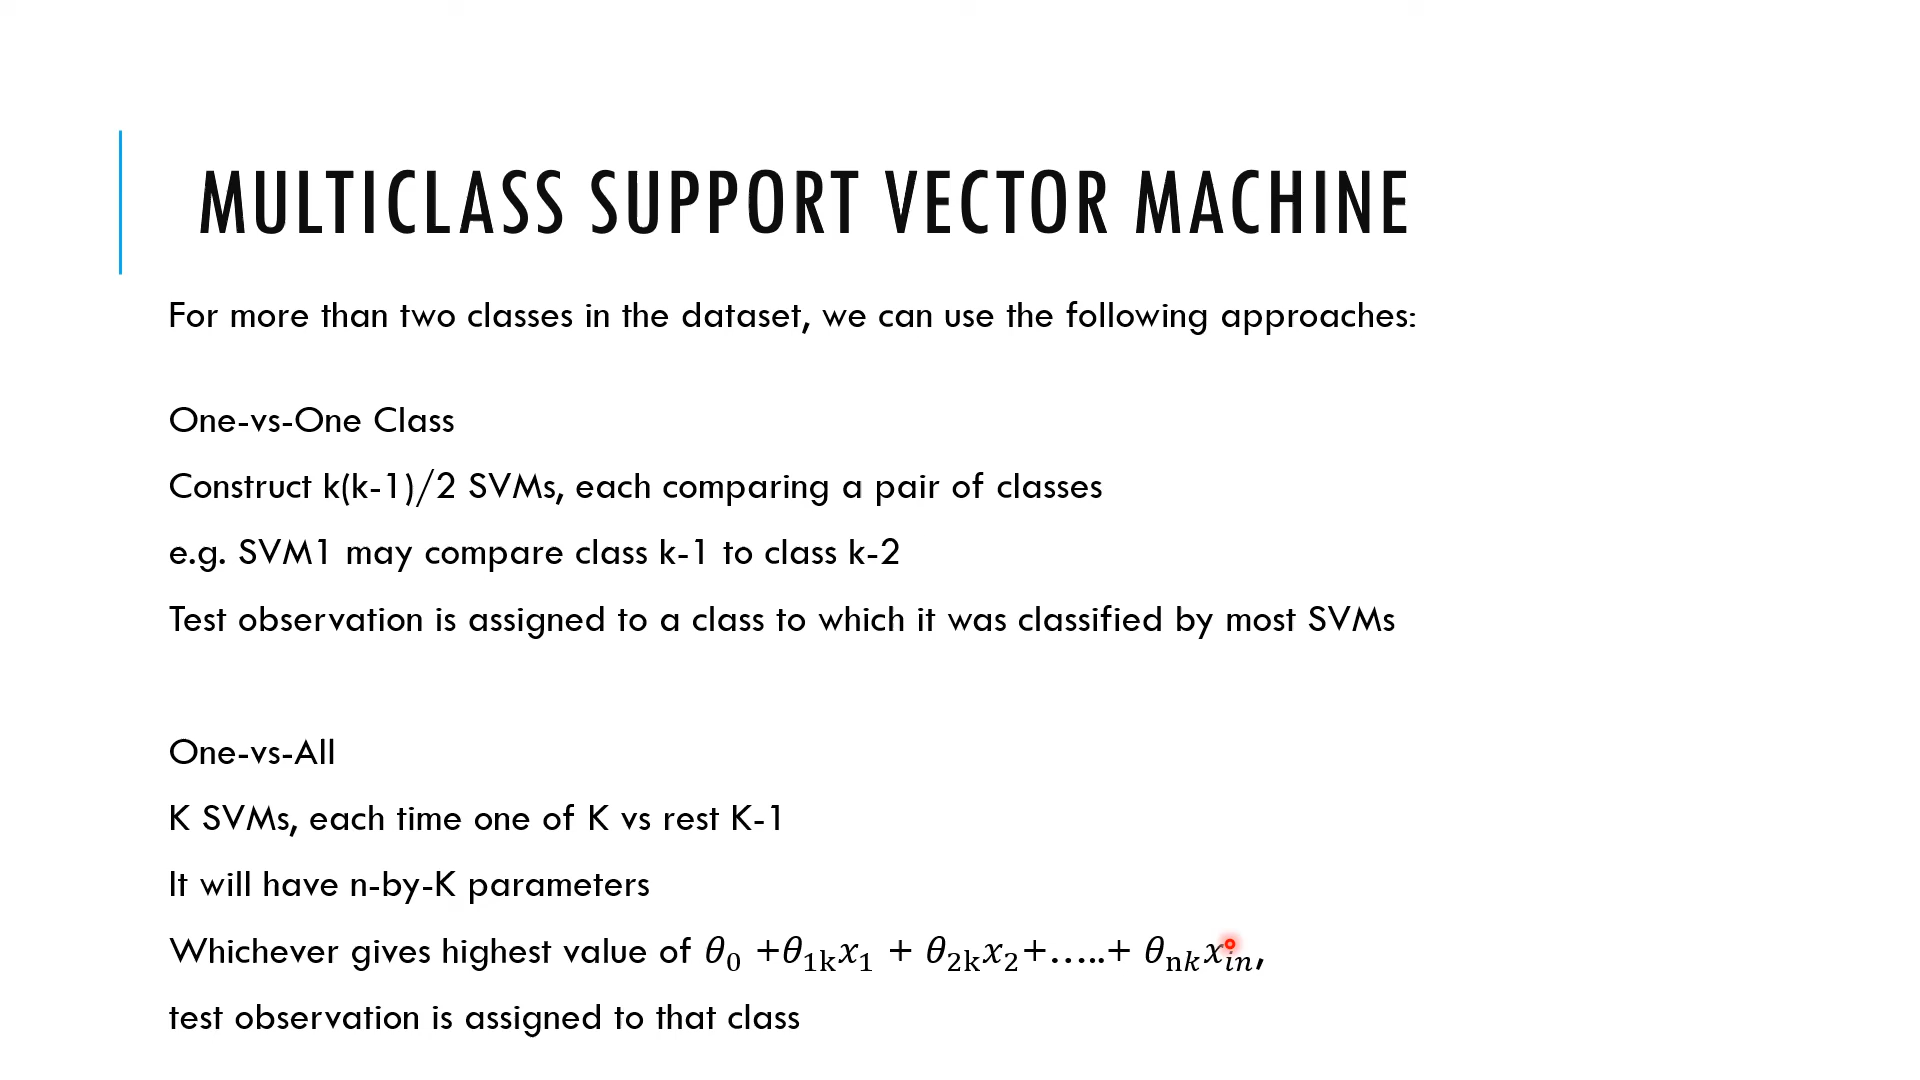 MULTICLASS SUPPORT VECTOR MACHINE
For more than two classes in the dataset, we can use the following approaches:
One-vs-One Class
Construct k(k-1)/2 SVMs, each comparing a pair of classes
e.g. SVM1 may compare class k-1 to class k-2
Test observation is assigned to a class to which it was classified by most SVMs
One-vs-All
K SVMs, each time one of K vs rest K-1
It will have n-by-K parameters
Whichever gives highest value of θ₀ +θ₁ₖx₁ + θ₂ₖx₂+…..+ θₙₖxᵢₙ,
test observation is assigned to that class